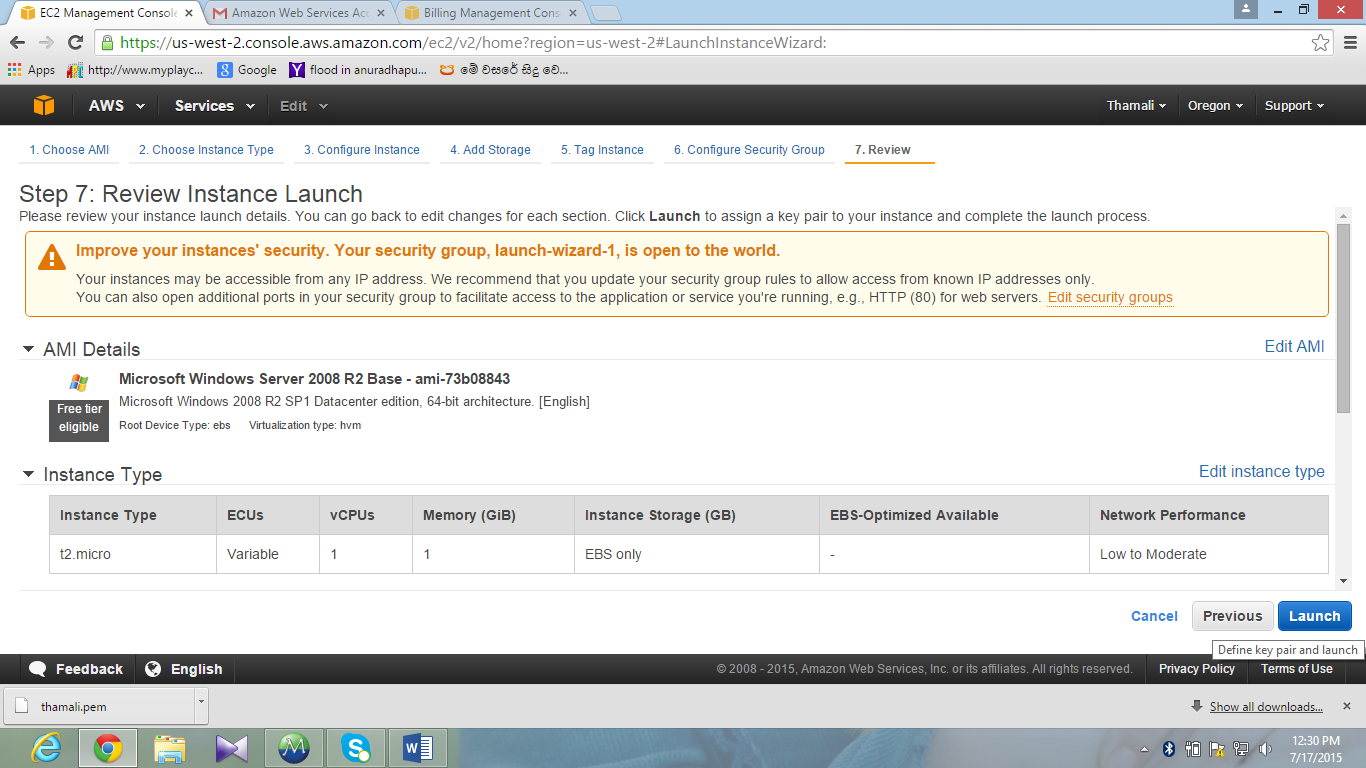 EC2 Management Console
Amazon Web Services Acc
Billing Management Cons
https://us-west-2.console.aws.amazon.com/ec2/v2/home?region=us-west-2#LaunchInstanceWizard:
Apps http://www.myplayc... Google flood in anuradhapu... මේ වසරේ සිදු වෙ...
AWS Services Edit Thamali Oregon Support
1. Choose AMI 2. Choose Instance Type 3. Configure Instance 4. Add Storage 5. Tag Instance 6. Configure Security Group 7. Review
Step 7: Review Instance Launch
Please review your instance launch details. You can go back to edit changes for each section. Click Launch to assign a key pair to your instance and complete the launch process.
Improve your instances' security. Your security group, launch-wizard-1, is open to the world.
Your instances may be accessible from any IP address. We recommend that you update your security group rules to allow access from known IP addresses only.
You can also open additional ports in your security group to facilitate access to the application or service you're running, e.g., HTTP (80) for web servers. Edit security groups
AMI Details Edit AMI
Microsoft Windows Server 2008 R2 Base - ami-73b08843
Free tier eligible
Microsoft Windows 2008 R2 SP1 Datacenter edition, 64-bit architecture. [English]
Root Device Type: ebs Virtualization type: hvm
Instance Type Edit instance type
Instance Type ECUs vCPUs Memory (GiB) Instance Storage (GB) EBS-Optimized Available Network Performance
t2.micro Variable 1 1 EBS only - Low to Moderate
Cancel Previous Launch
Define key pair and launch
Feedback English © 2008 - 2015, Amazon Web Services, Inc. or its affiliates. All rights reserved. Privacy Policy Terms of Use
thamali.pem Show all downloads...
12:30 PM
7/17/2015